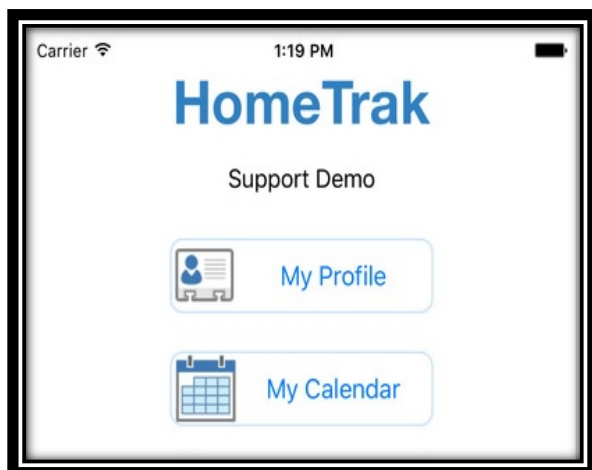 Carrier 1:19 PM
HomeTrak
Support Demo
My Profile
My Calendar